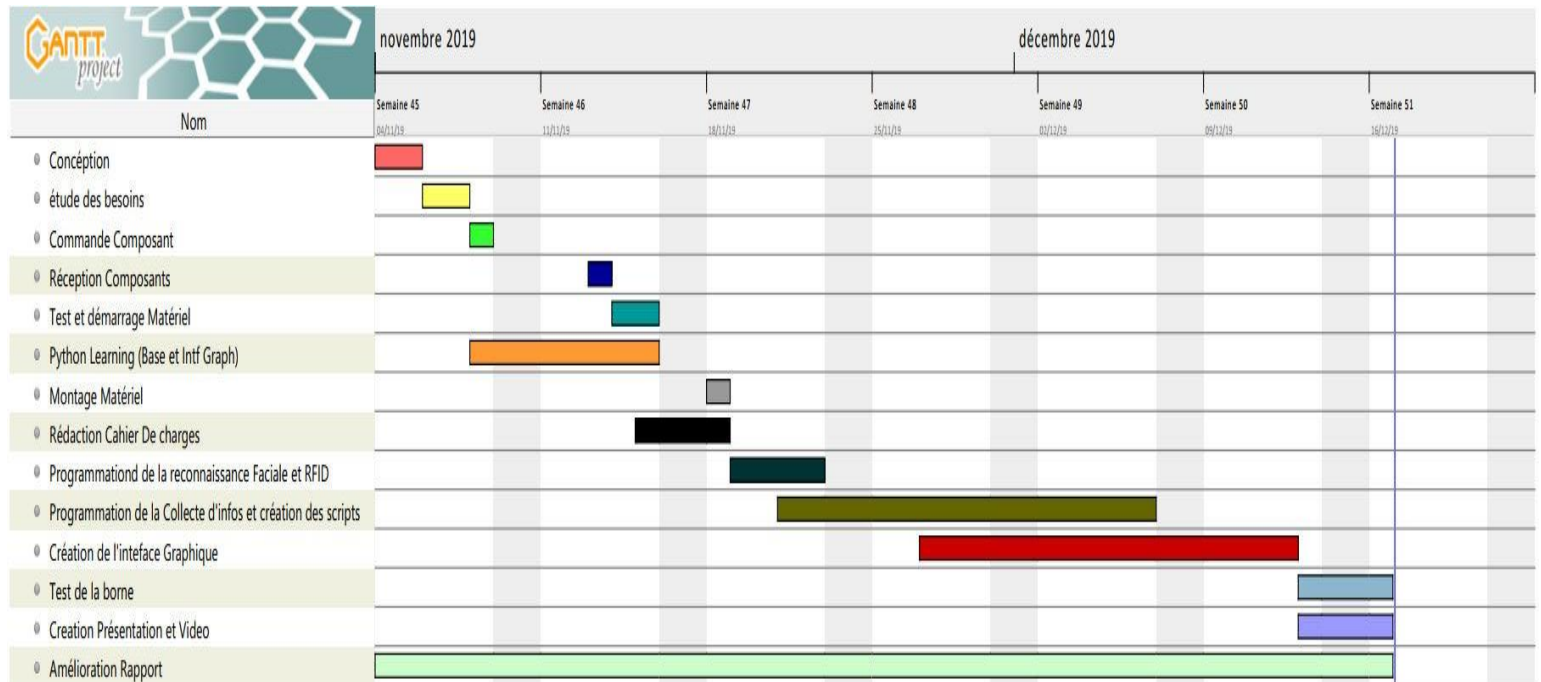 GANTT
project
novembre 2019
décembre 2019
Semaine 45
Semaine 46
Semaine 47
Semaine 48
Semaine 49
Semaine 50
Semaine 51
Nom
04/11/19
11/11/19
18/11/19
25/11/19
02/12/19
09/12/19
16/12/19
Concéption
étude des besoins
Commande Composant
Réception Composants
Test et démarrage Matériel
Python Learning (Base et Intf Graph)
Montage Matériel
Rédaction Cahier De charges
Programmationd de la reconnaissance Faciale et RFID
Programmation de la Collecte d'infos et création des scripts
Création de l'inteface Graphique
Test de la borne
Creation Présentation et Video
Amélioration Rapport